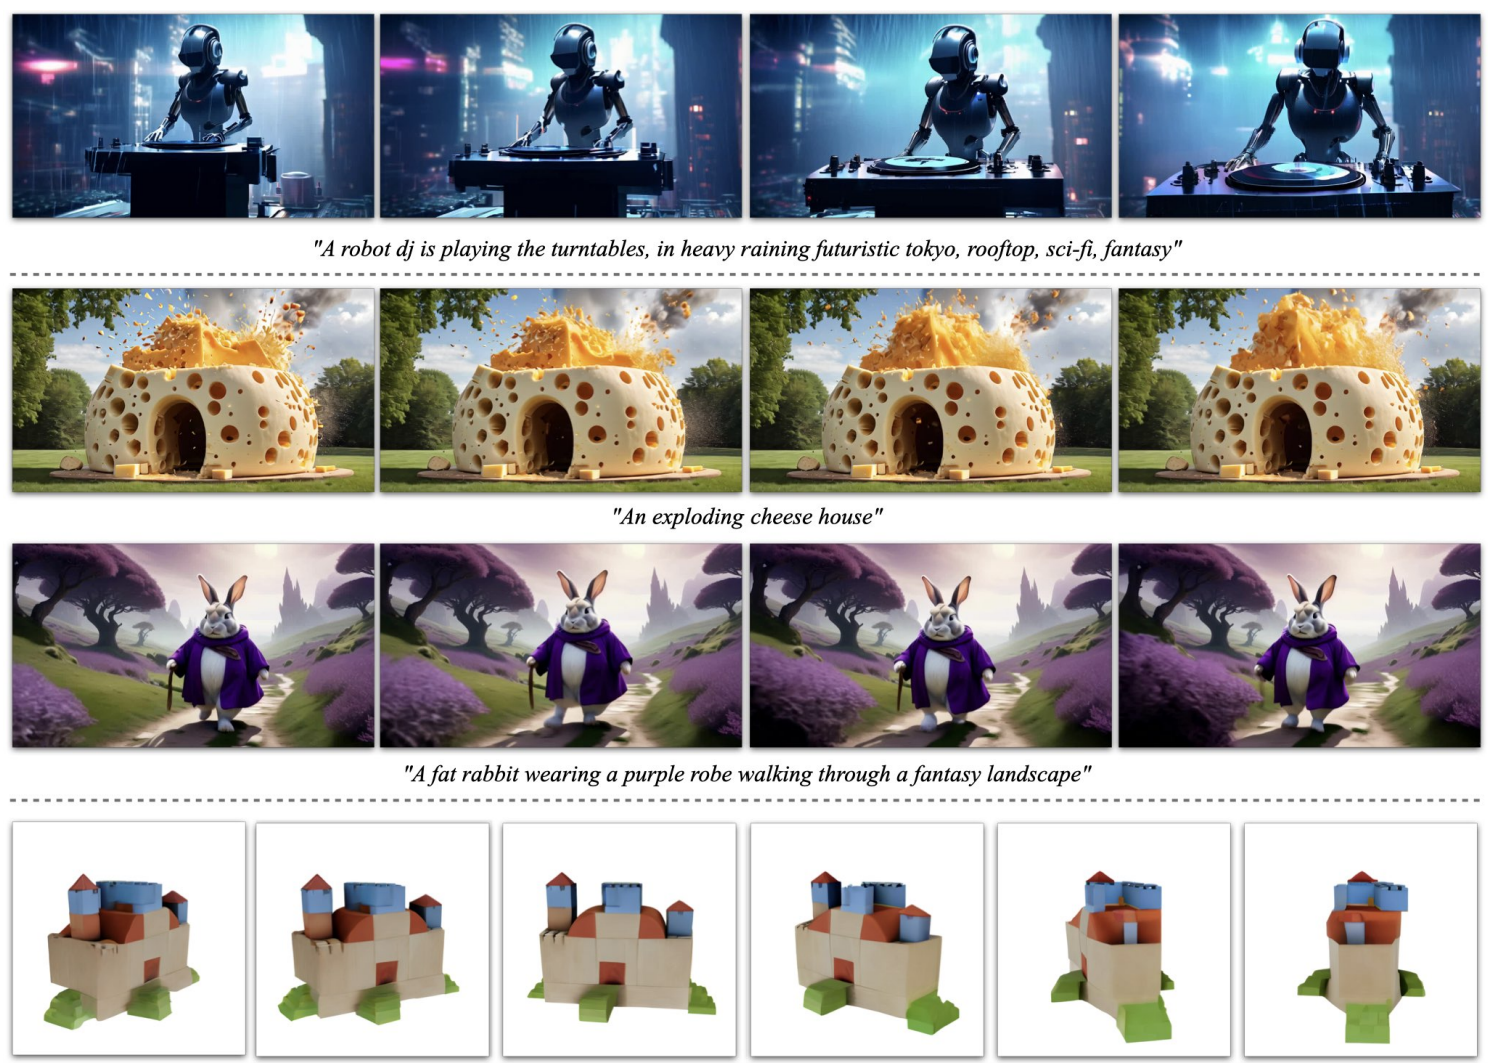 "A robot dj is playing the turntables, in heavy raining futuristic tokyo, rooftop, sci-fi, fantasy"
"An exploding cheese house"
"A fat rabbit wearing a purple robe walking through a fantasy landscape"